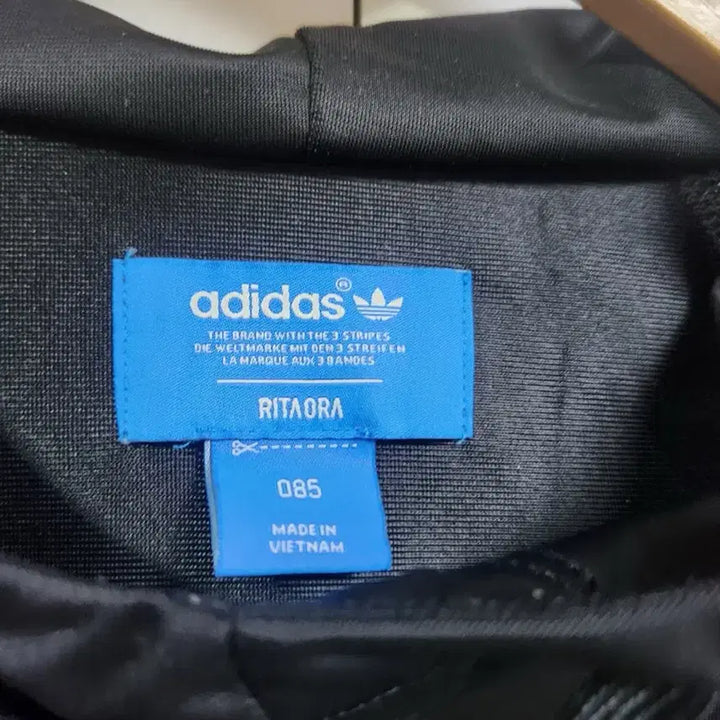 adidas®
THE BRAND WITH THE 3 STRIPES
DIE WELTMARKE MIT DEN 3 STREIFEN
LA MARQUE AUX 3 BANDES
RITA ORA
085
MADE IN
VIETNAM